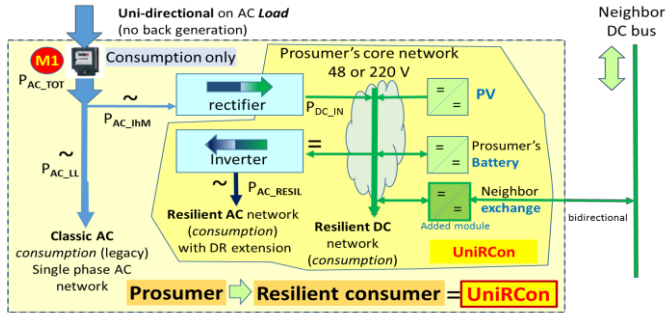 Uni-directional on AC Load
(no back generation)
Neighbor
DC bus
M1
Consumption only
P_AC_TOT
Prosumer's core network
48 or 220 V
~
P_AC_IhM
rectifier
P_DC_IN
=
=
PV
~
P_AC_LL
Inverter
=
=
=
Prosumer's
Battery
~
P_AC_RESIL
=
=
Neighbor
exchange
Added module
bidirectional
Classic AC
consumption (legacy)
Single phase AC
network
Resilient AC network
(consumption)
with DR extension
Resilient DC
network
(consumption)
UniRCon
Prosumer
Resilient consumer
=
UniRCon